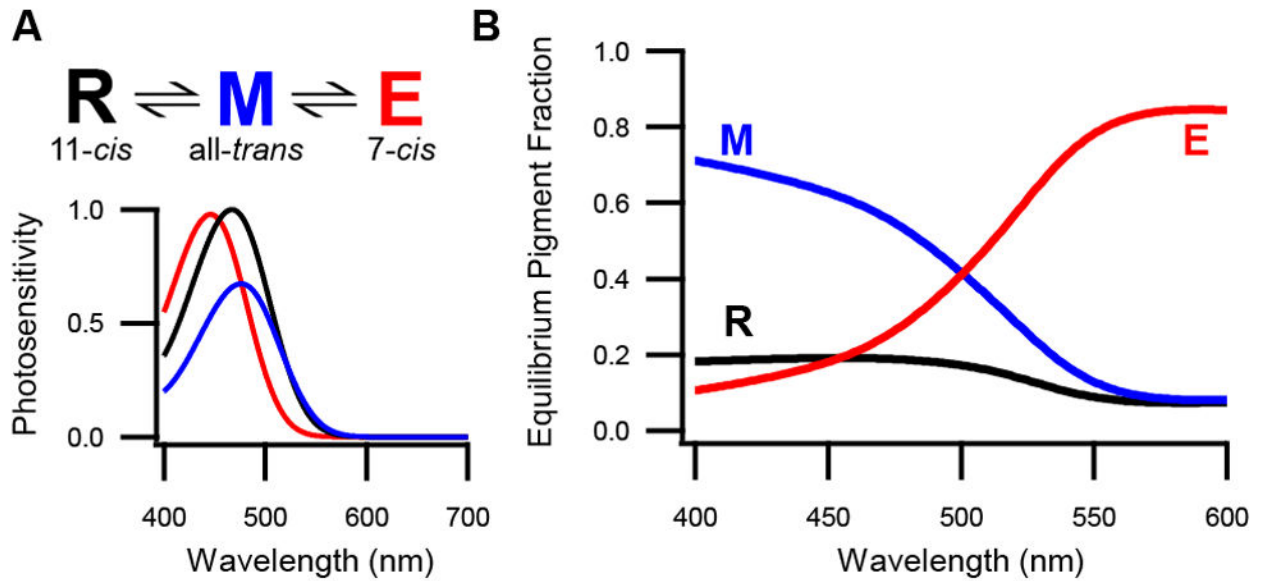 A
R ⇌ M ⇌ E
11-cis all-trans 7-cis
Photosensitivity
1.0
0.5
0.0
400 500 600 700
Wavelength (nm)
B
Equilibrium Pigment Fraction
1.0
0.8
0.6
0.4
0.2
0.0
M
E
R
400 450 500 550 600
Wavelength (nm)